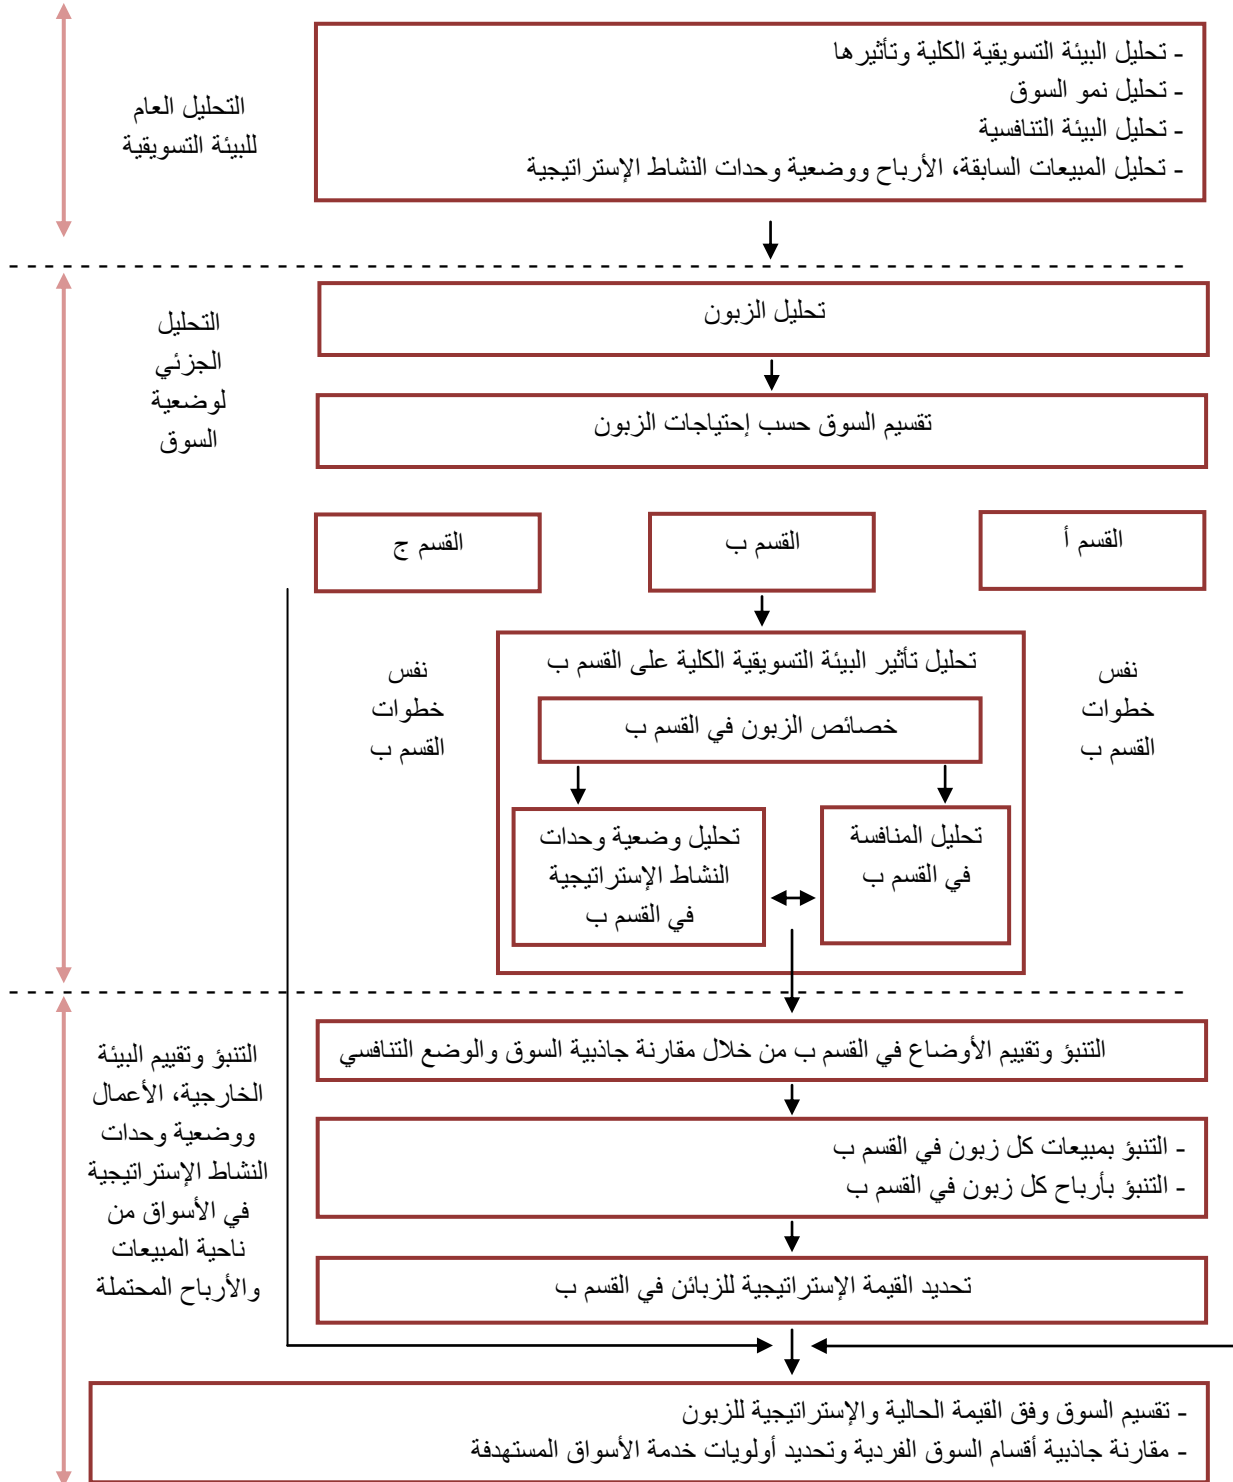 - تحليل البيئة التسويقية الكلية وتأثيرها
- تحليل نمو السوق
- تحليل البيئة التنافسية
- تحليل المبيعات السابقة، الأرباح ووضعية وحدات النشاط الإستراتيجية
التحليل العام
للبيئة التسويقية
تحليل الزبون
التحليل
الجزئي
لوضعية
السوق
تقسيم السوق حسب إحتياجات الزبون
القسم أ
القسم ب
القسم ج
نفس
خطوات
القسم ب
تحليل تأثير البيئة التسويقية الكلية على القسم ب
خصائص الزبون في القسم ب
تحليل المنافسة
في القسم ب
تحليل وضعية وحدات
النشاط الإستراتيجية
في القسم ب
نفس
خطوات
القسم ب
التنبؤ وتقييم الأوضاع في القسم ب من خلال مقارنة جاذبية السوق والوضع التنافسي
التنبؤ وتقييم البيئة
الخارجية، الأعمال
ووضعية وحدات
النشاط الإستراتيجية
في الأسواق من
ناحية المبيعات
والأرباح المحتملة
- التنبؤ بمبيعات كل زبون في القسم ب
- التنبؤ بأرباح كل زبون في القسم ب
تحديد القيمة الإستراتيجية للزبائن في القسم ب
- تقسيم السوق وفق القيمة الحالية والإستراتيجية للزبون
- مقارنة جاذبية أقسام السوق الفردية وتحديد أولويات خدمة الأسواق المستهدفة